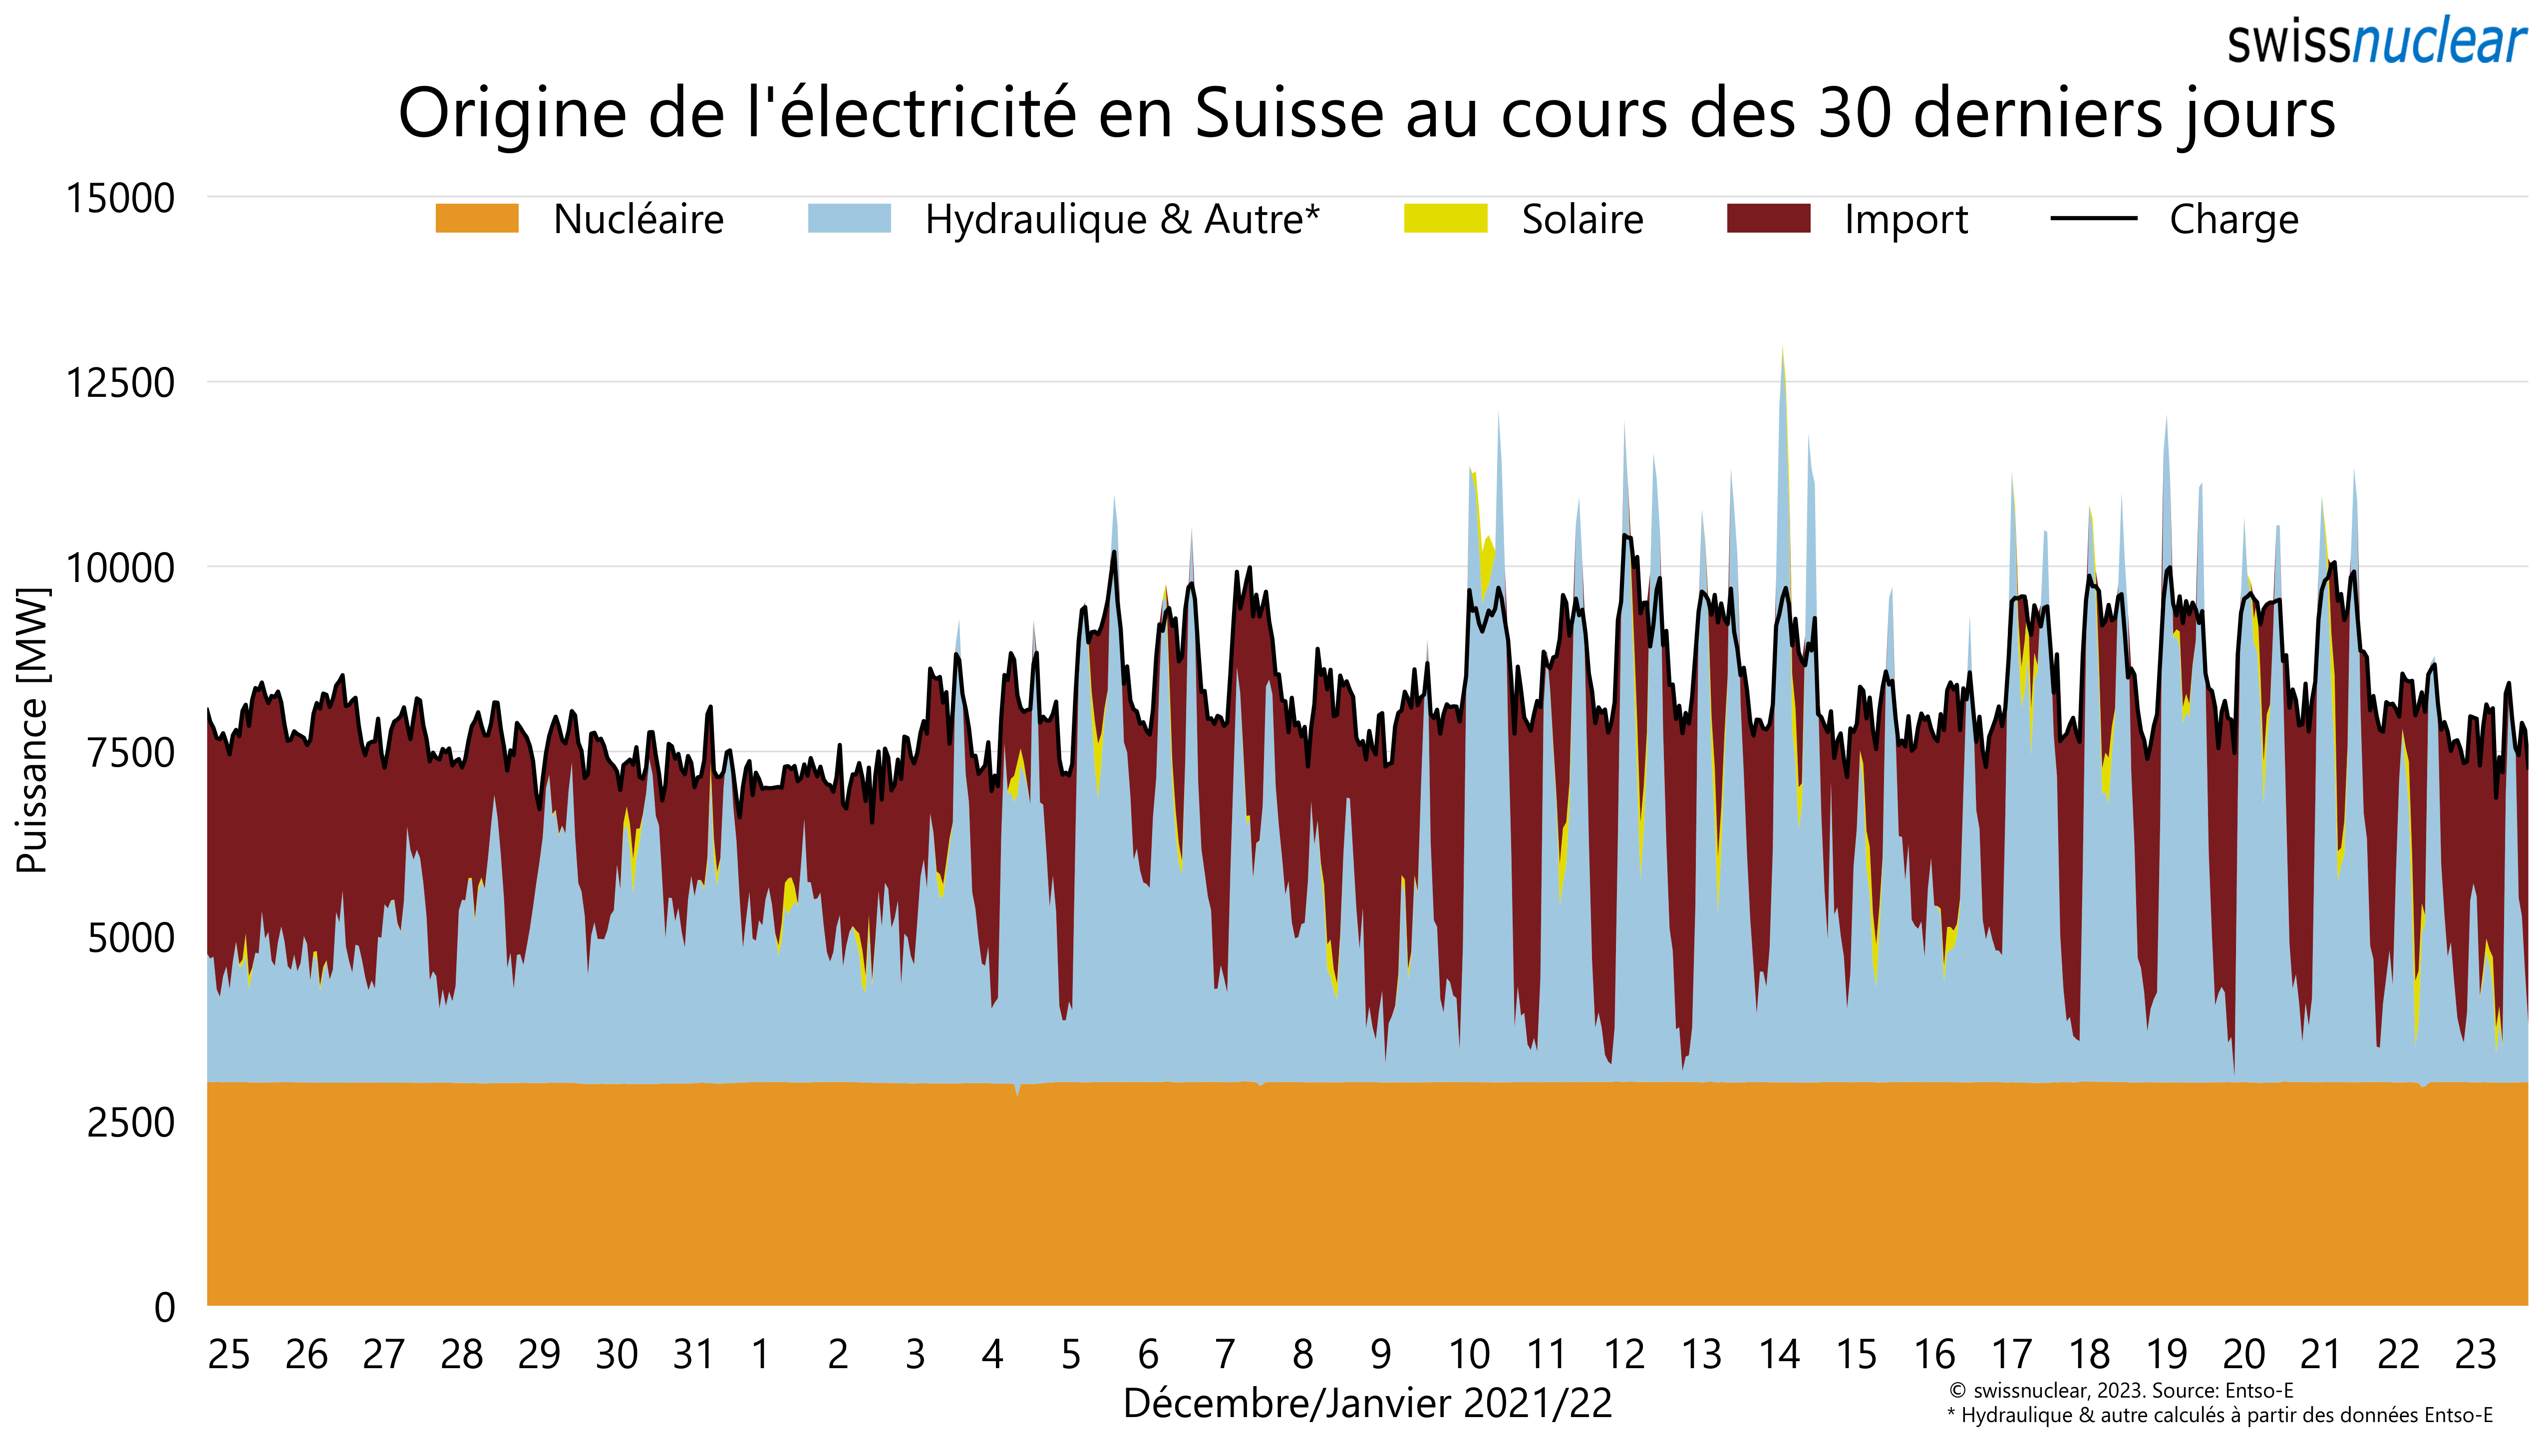 swissnuclear
Origine de l'électricité en Suisse au cours des 30 derniers jours
15000
Nucléaire Hydraulique & Autre* Solaire Import Charge
12500
10000
7500
5000
2500
0
Puissance [MW]
25 26 27 28 29 30 31 1 2 3 4 5 6 7 8 9 10 11 12 13 14 15 16 17 18 19 20 21 22 23
Décembre/Janvier 2021/22
© swissnuclear, 2023. Source: Entso-E
* Hydraulique & autre calculés à partir des données Entso-E